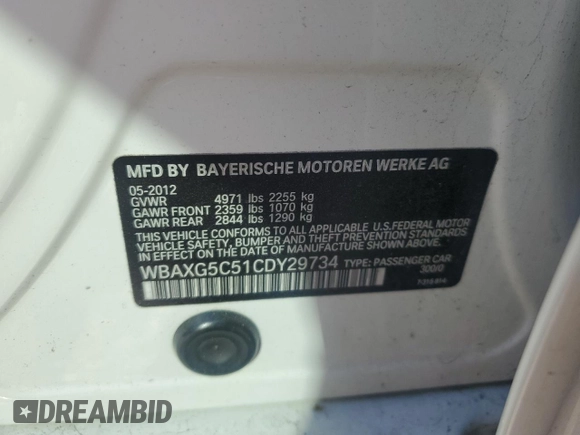 MFD BY BAYERISCHE MOTOREN WERKE AG
05-2012
GVWR 4971 lbs 2255 kg
GAWR FRONT 2359 lbs 1070 kg
GAWR REAR 2844 lbs 1290 kg
THIS VEHICLE CONFORMS TO ALL APPLICABLE U.S.FEDERAL MOTOR
VEHICLE SAFETY, BUMPER AND THEFT PREVENTION STANDARDS
IN EFFECT ON THE DATE OF MANUFACTURE SHOWN ABOVE.
WBAXG5C51CDY29734 TYPE: PASSENGER CAR
300/0
DREAMBID